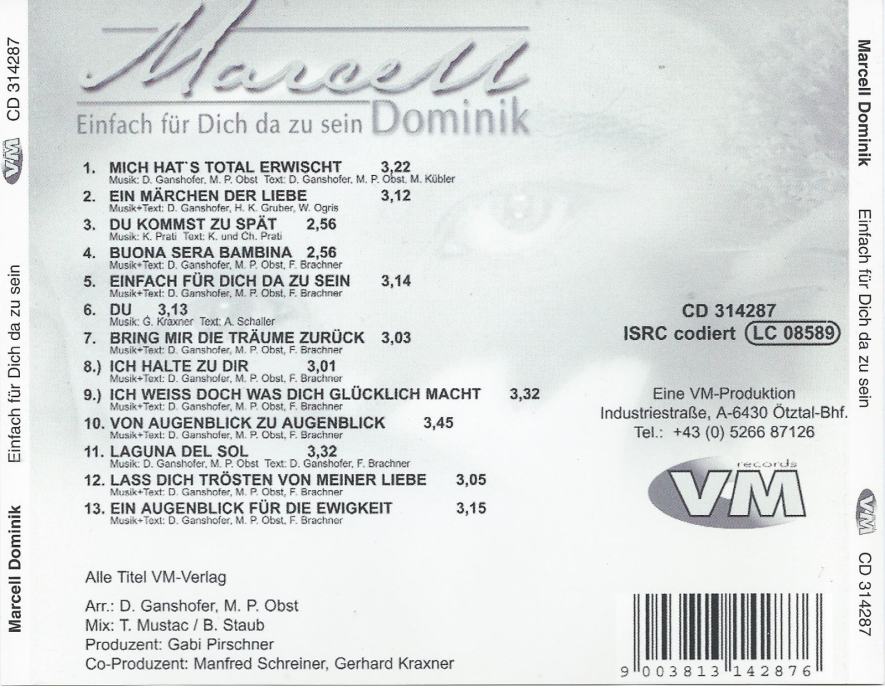 Marcell
Einfach für Dich da zu sein Dominik
1. MICH HAT`S TOTAL ERWISCHT 3,22
Musik: D. Ganshofer, M. P. Obst Text: D. Ganshofer, M. P. Obst, M. Kübler
2. EIN MÄRCHEN DER LIEBE 3,12
Musik+Text: D. Ganshofer, H. K. Gruber, W. Ogris
3. DU KOMMST ZU SPÄT 2,56
Musik: K. Prati Text: K. und Ch. Prati
4. BUONA SERA BAMBINA 2,56
Musik+Text: D. Ganshofer, M. P. Obst, F. Brachner
5. EINFACH FÜR DICH DA ZU SEIN 3,14
Musik+Text: D. Ganshofer, M. P. Obst, F. Brachner
6. DU 3,13
Musik: G. Kraxner Text: A. Schaller
7. BRING MIR DIE TRÄUME ZURÜCK 3,03
Musik+Text: D. Ganshofer, M. P. Obst, F. Brachner
8.) ICH HALTE ZU DIR 3,01
Musik+Text: D. Ganshofer, M. P. Obst, F. Brachner
9.) ICH WEISS DOCH WAS DICH GLÜCKLICH MACHT 3,32
Musik+Text: D. Ganshofer, M. P. Obst, F. Brachner
10. VON AUGENBLICK ZU AUGENBLICK 3,45
Musik+Text: D. Ganshofer, M. P. Obst, F. Brachner
11. LAGUNA DEL SOL 3,32
Musik: D. Ganshofer, M. P. Obst Text: D. Ganshofer, F. Brachner
12. LASS DICH TRÖSTEN VON MEINER LIEBE 3,05
Musik+Text: D. Ganshofer, M. P. Obst, F. Brachner
13. EIN AUGENBLICK FÜR DIE EWIGKEIT 3,15
Musik+Text: D. Ganshofer, M. P. Obst, F. Brachner
Alle Titel VM-Verlag
Arr.: D. Ganshofer, M. P. Obst
Mix: T. Mustac / B. Staub
Produzent: Gabi Pirschner
Co-Produzent: Manfred Schreiner, Gerhard Kraxner
CD 314287
ISRC codiert LC 08589
Eine VM-Produktion
Industriestraße, A-6430 Ötztal-Bhf.
Tel.: +43 (0) 5266 87126
records
VM
9 003813 142876
Marcell Dominik Einfach für Dich da zu sein VM CD 314287
Marcell Dominik Einfach für Dich da zu sein VM CD 314287